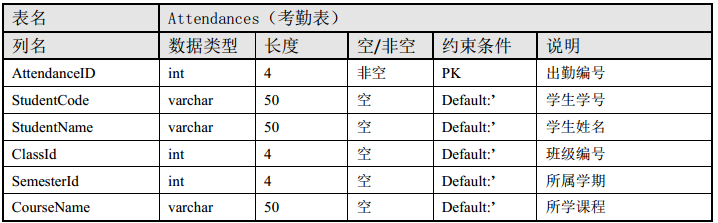 表名 Attendances（考勤表）
列名 数据类型 长度 空/非空 约束条件 说明
AttendanceID int 4 非空 PK 出勤编号
StudentCode varchar 50 空 Default:’ 学生学号
StudentName varchar 50 空 Default:’ 学生姓名
ClassId int 4 空 Default:’ 班级编号
SemesterId int 4 空 Default:’ 所属学期
CourseName varchar 50 空 Default:’ 所学课程